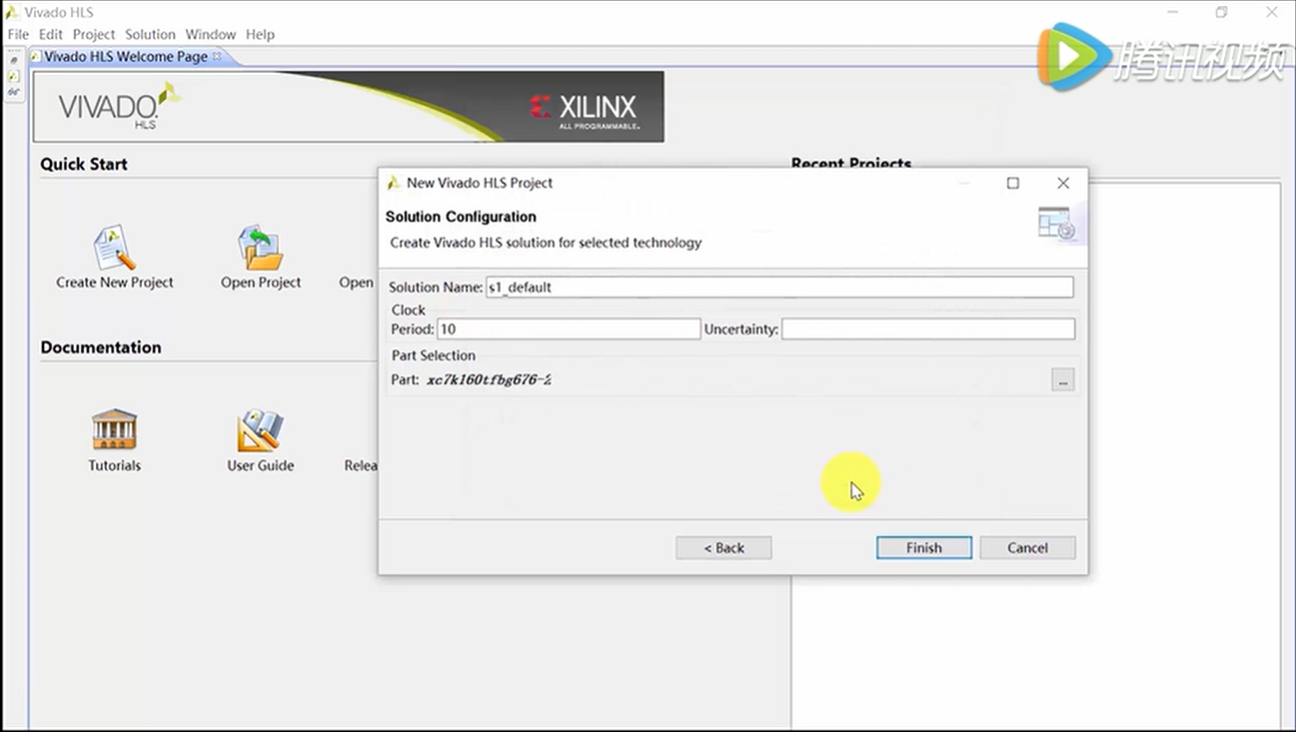 Vivado HLS
File Edit Project Solution Window Help
Vivado HLS Welcome Page
腾讯视频
VIVADO.
HLS
XILINX
ALL PROGRAMMABLE.
Quick Start
Recent Projects
New Vivado HLS Project
Solution Configuration
Create Vivado HLS solution for selected technology
Create New Project
Open Project
Open
Solution Name: s1_default
Clock
Period: 10 Uncertainty:
Documentation
Part Selection
Part: xc7k160tfbg676-2
...
Tutorials
User Guide
Relea
< Back
Finish
Cancel